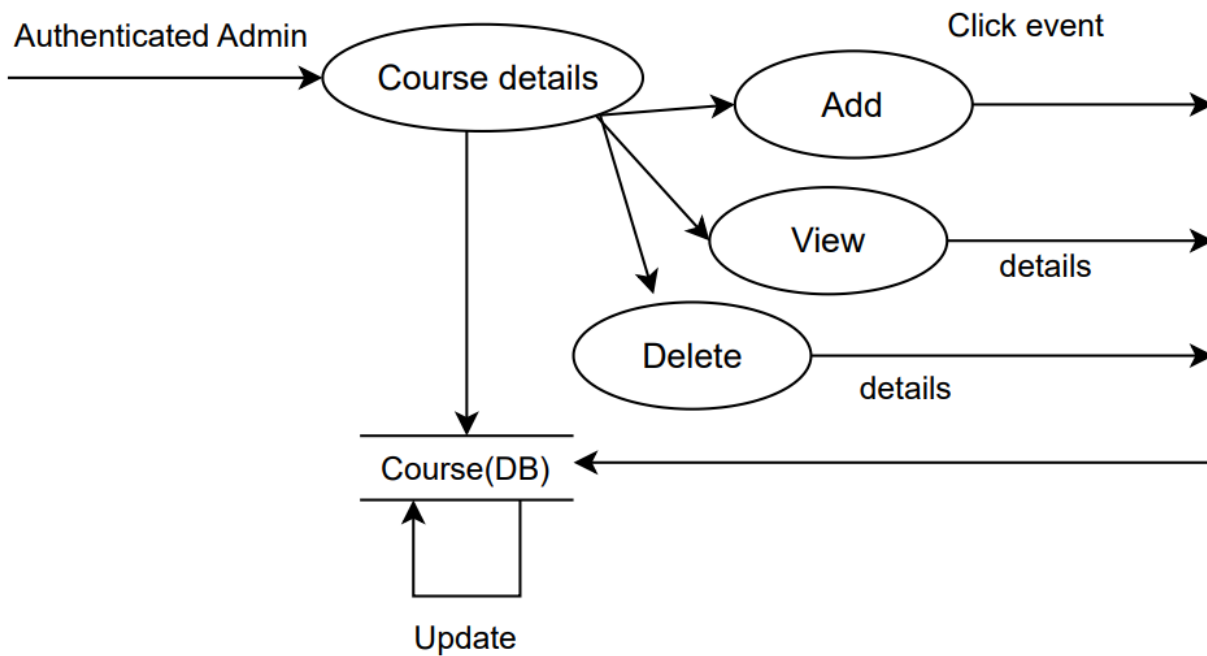 Authenticated Admin
Click event
Course details
Add
View
details
Delete
details
Course(DB)
Update